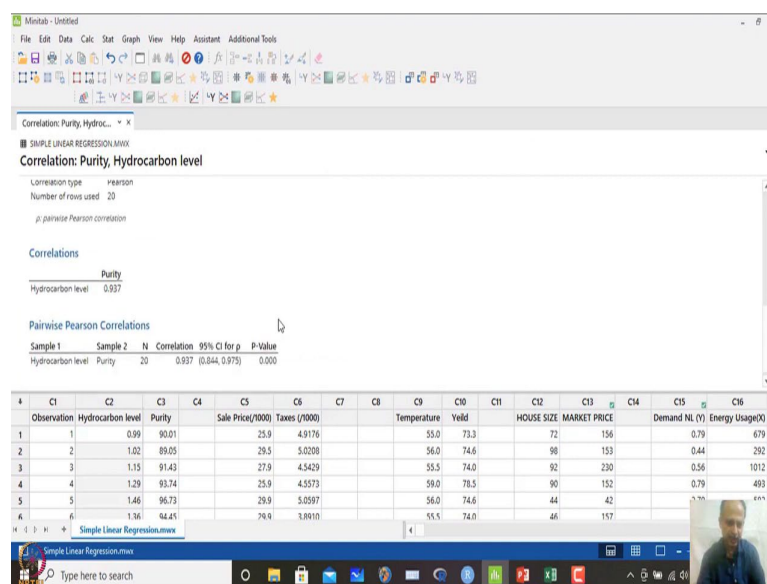 Minitab - Untitled
File Edit Data Calc Stat Graph View Help Assistant Additional Tools
Correlation: Purity, Hydroc...
SIMPLE LINEAR REGRESSION.MWX
Correlation: Purity, Hydrocarbon level
Correlation type Pearson
Number of rows used 20
ρ: pairwise Pearson correlation
Correlations
Purity
Hydrocarbon level 0.937
Pairwise Pearson Correlations
Sample 1 Sample 2 N Correlation 95% CI for ρ P-Value
Hydrocarbon level Purity 20 0.937 (0.844, 0.975) 0.000
C1 C2 C3 C4 C5 C6 C7 C8 C9 C10 C11 C12 C13 C14 C15 C16
Observation Hydrocarbon level Purity Sale Price(/1000) Taxes (/1000) Temperature Yeild HOUSE SIZE MARKET PRICE Demand NL (Y) Energy Usage(X)
1 1 0.99 90.01 25.9 4.9176 55.0 73.3 72 156 0.79 679
2 2 1.02 89.05 29.5 5.0208 56.0 74.6 98 153 0.44 292
3 3 1.15 91.43 27.9 4.5429 55.5 74.0 92 230 0.56 1012
4 4 1.29 93.74 25.9 4.5573 59.0 78.5 90 152 0.79 493
5 5 1.46 96.73 29.9 5.0597 56.0 74.6 44 42
6 6 1.36 94.45 29.9 3.8910 55.5 74.0 46 157
Simple Linear Regression.mwx
Simple Linear Regression.mwx
Type here to search